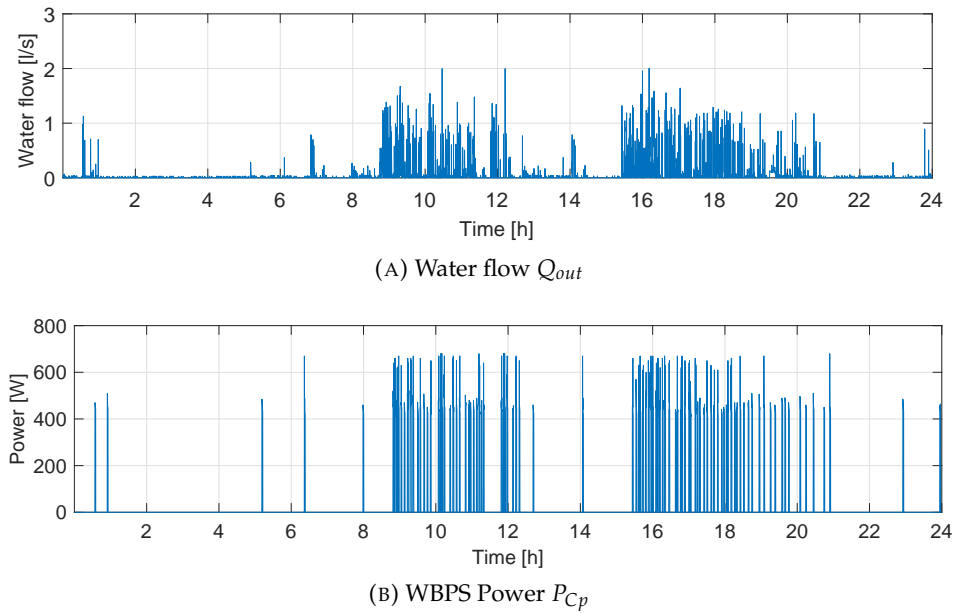 3
2
1
0
Water flow [l/s]
2 4 6 8 10 12 14 16 18 20 22 24
Time [h]
(A) Water flow Qout
800
600
400
200
0
Power [W]
2 4 6 8 10 12 14 16 18 20 22 24
Time [h]
(B) WBPS Power PCp